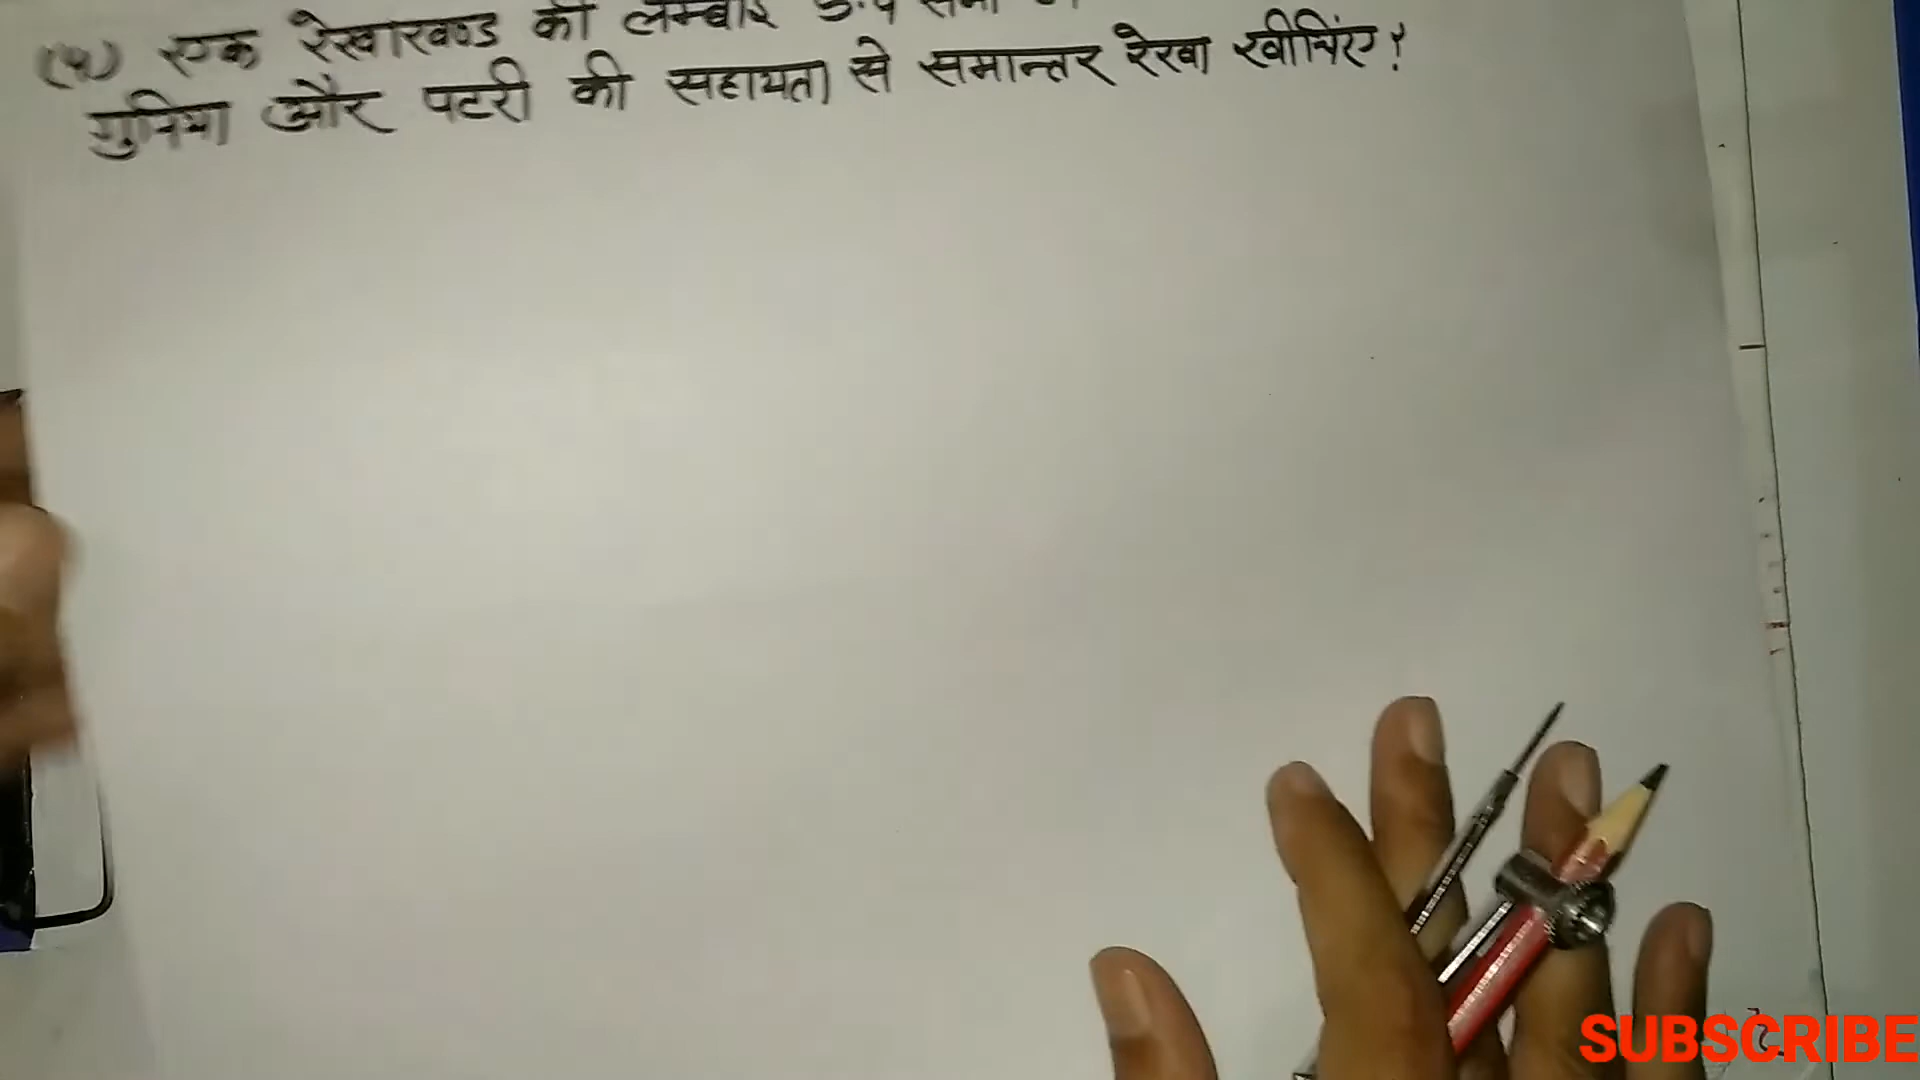 (५) एक रेखाखण्ड की लम्बाई
गुनिया और पटरी की सहायता से समान्तर रेखा खींचिंए?
SUBSCRIBE